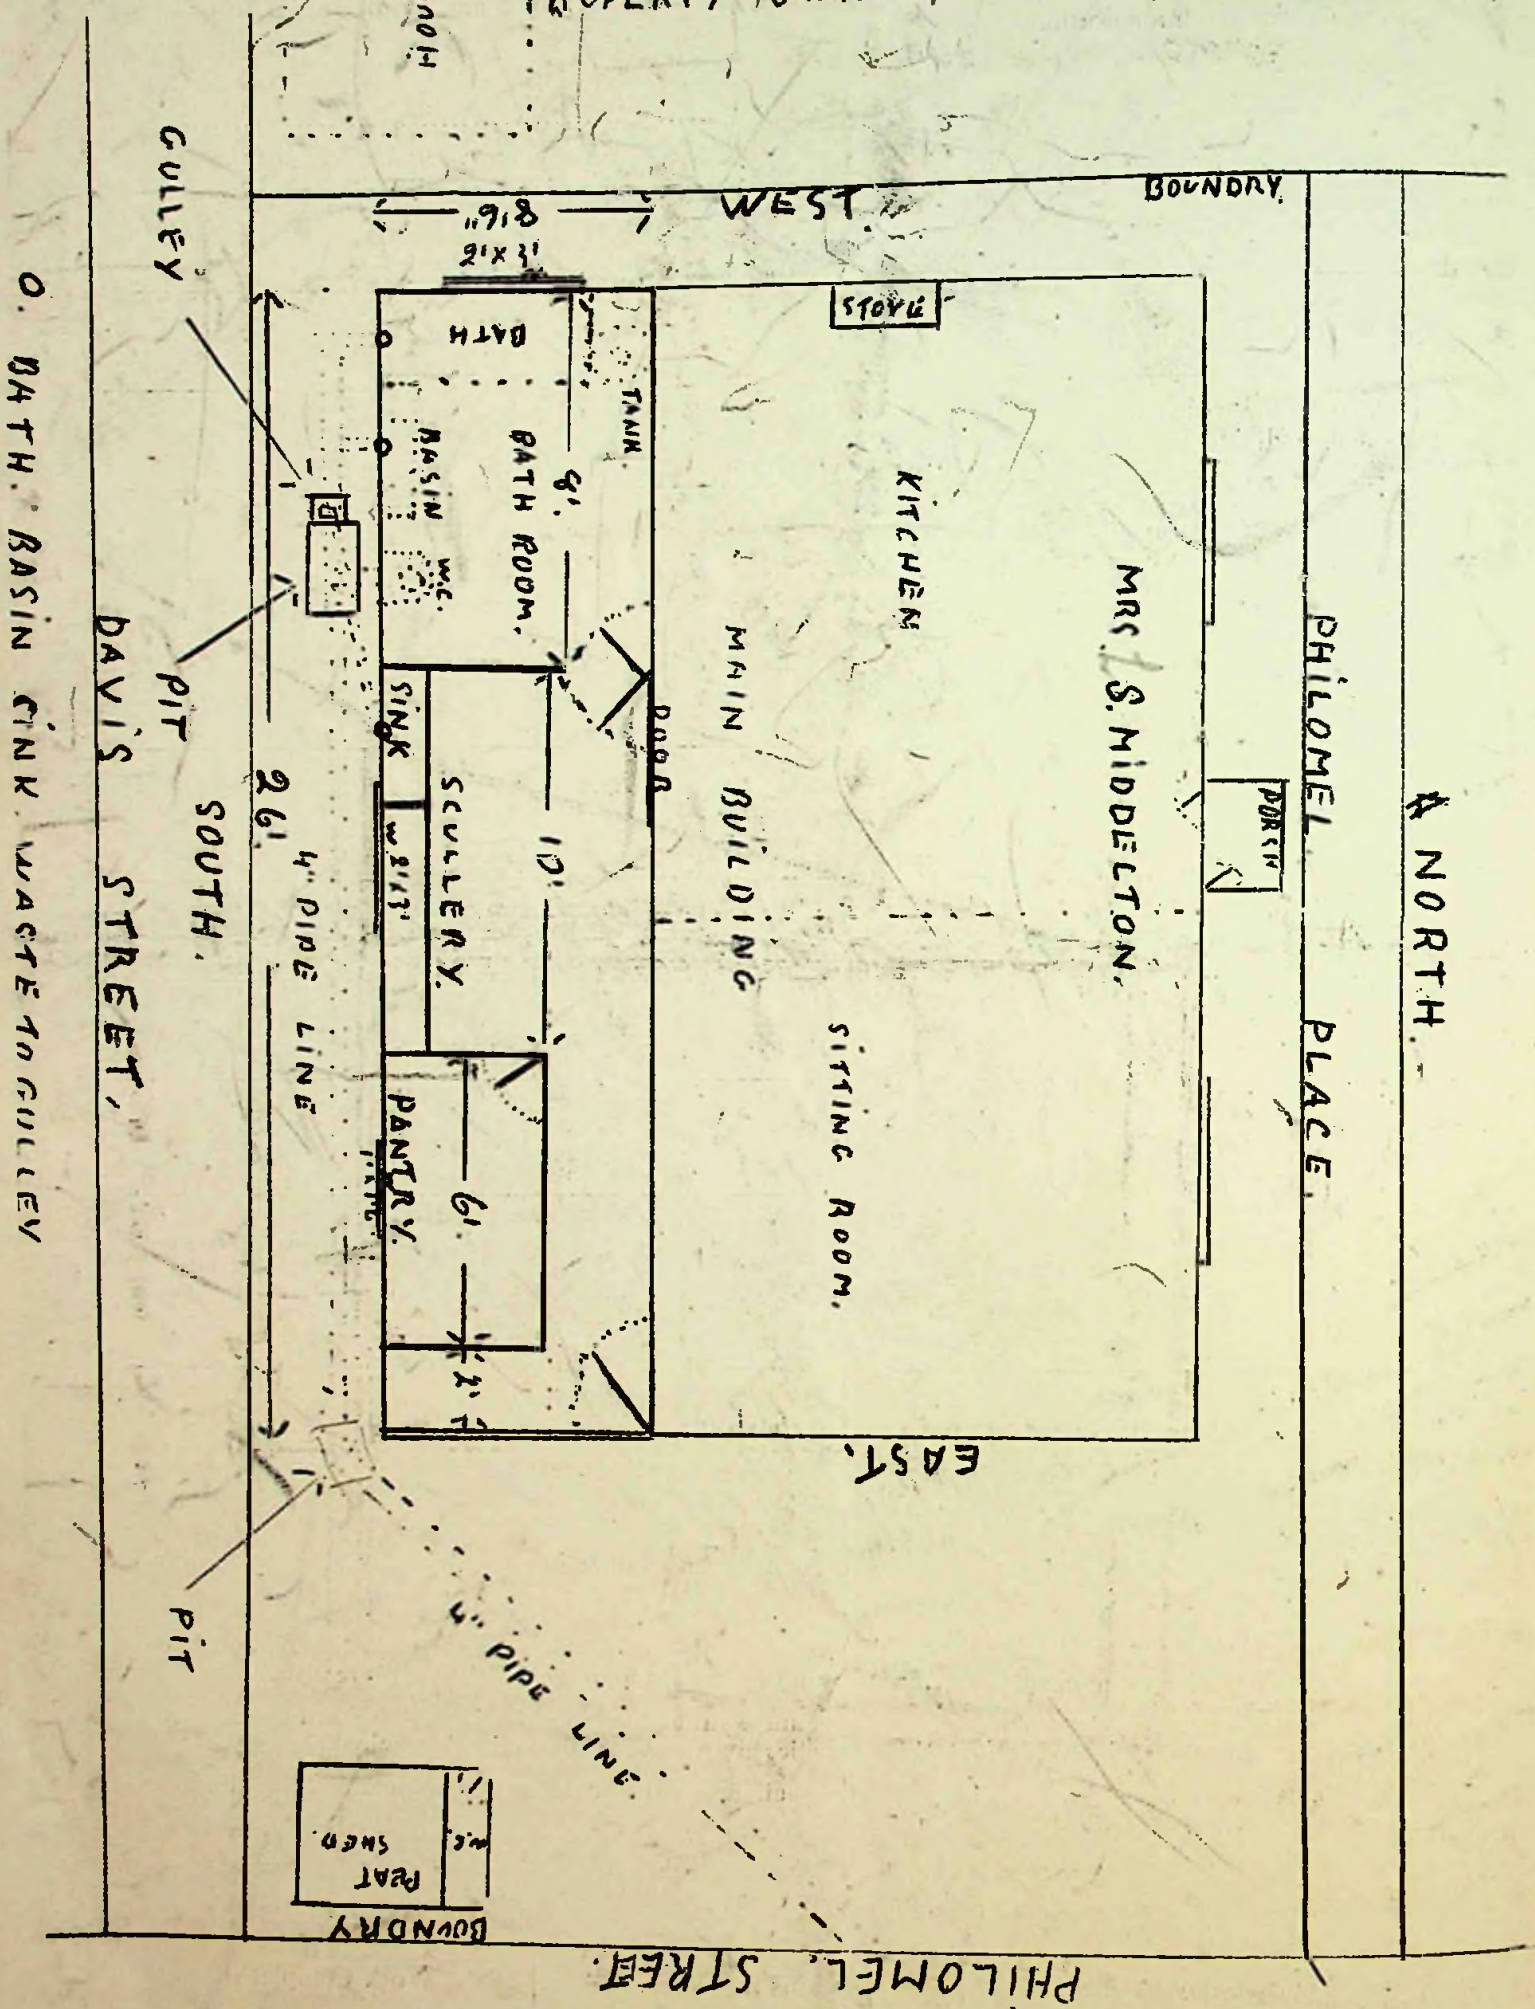 NORTH.
PHILOMEL PLACE.
BOUNDRY.
PORCH
MRS. S. MIDDELTON.
WEST.
STOVE
KITCHEN
SITTING ROOM.
MAIN BUILDING
EAST.
DOOR
TANK
8'6"
BATH
BATH ROOM.
8'
BASIN
W.C.
SINK
SCULLERY.
10'
W 2'X3'
PANTRY.
6'
2'
4" PIPE LINE
26'
GULLEY
PIT
SOUTH.
PIT
4" PIPE LINE
DAVIS STREET,
O. BATH. BASIN SINK. WASTE TO GULLEY
PEAT
SHED.
W.C.
BOUNDRY
PHILOMEL. STREET.